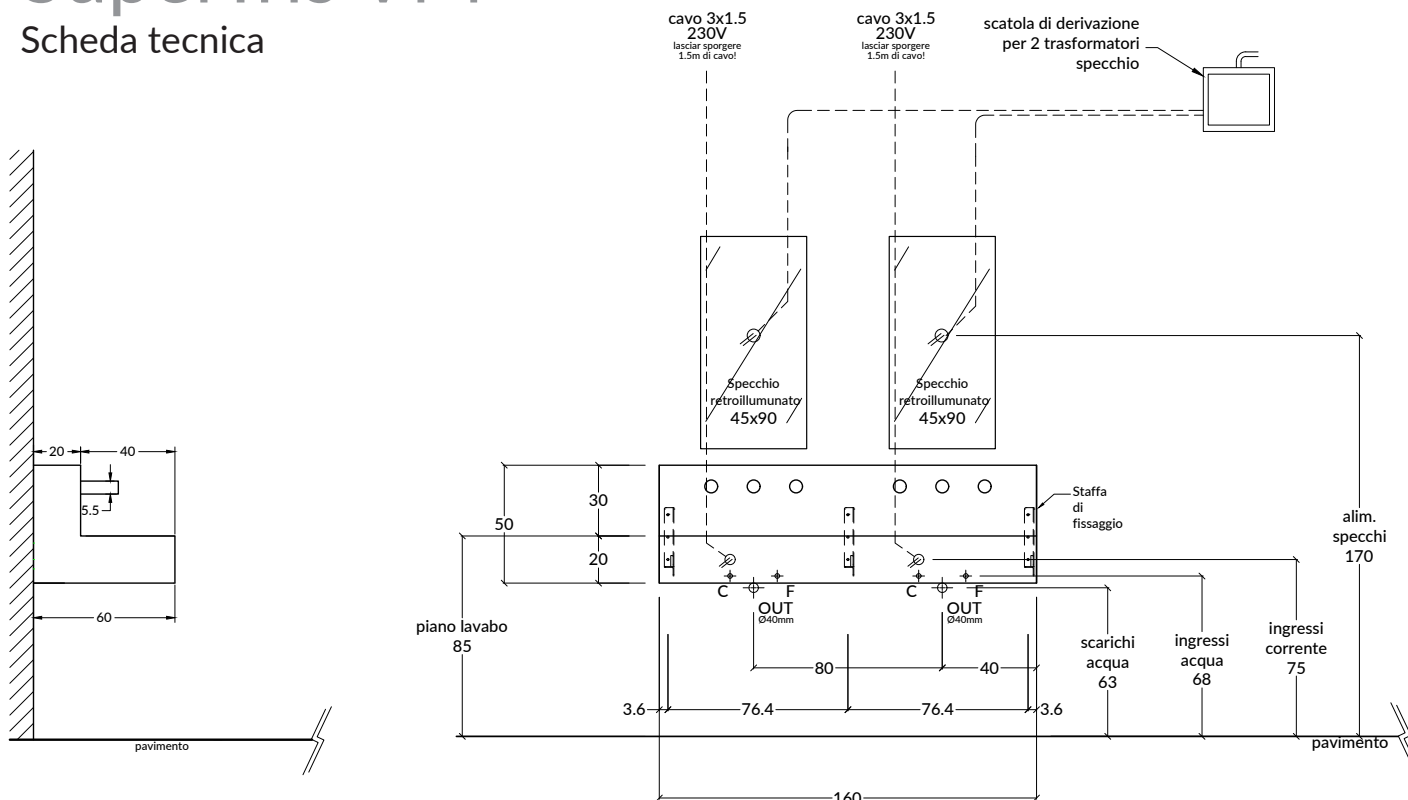 Scheda tecnica
cavo 3x1.5
230V
lasciar sporgere
1.5m di cavo!
cavo 3x1.5
230V
lasciar sporgere
1.5m di cavo!
scatola di derivazione
per 2 trasformatori
specchio
Specchio
retroillumunato
45x90
Specchio
retroillumunato
45x90
20
40
5.5
60
pavimento
50
30
20
Staffa
di
fissaggio
C
F
OUT
Ø40mm
C
F
OUT
Ø40mm
piano lavabo
85
80
40
3.6
76.4
76.4
3.6
160
scarichi
acqua
63
ingressi
acqua
68
ingressi
corrente
75
alim.
specchi
170
pavimento